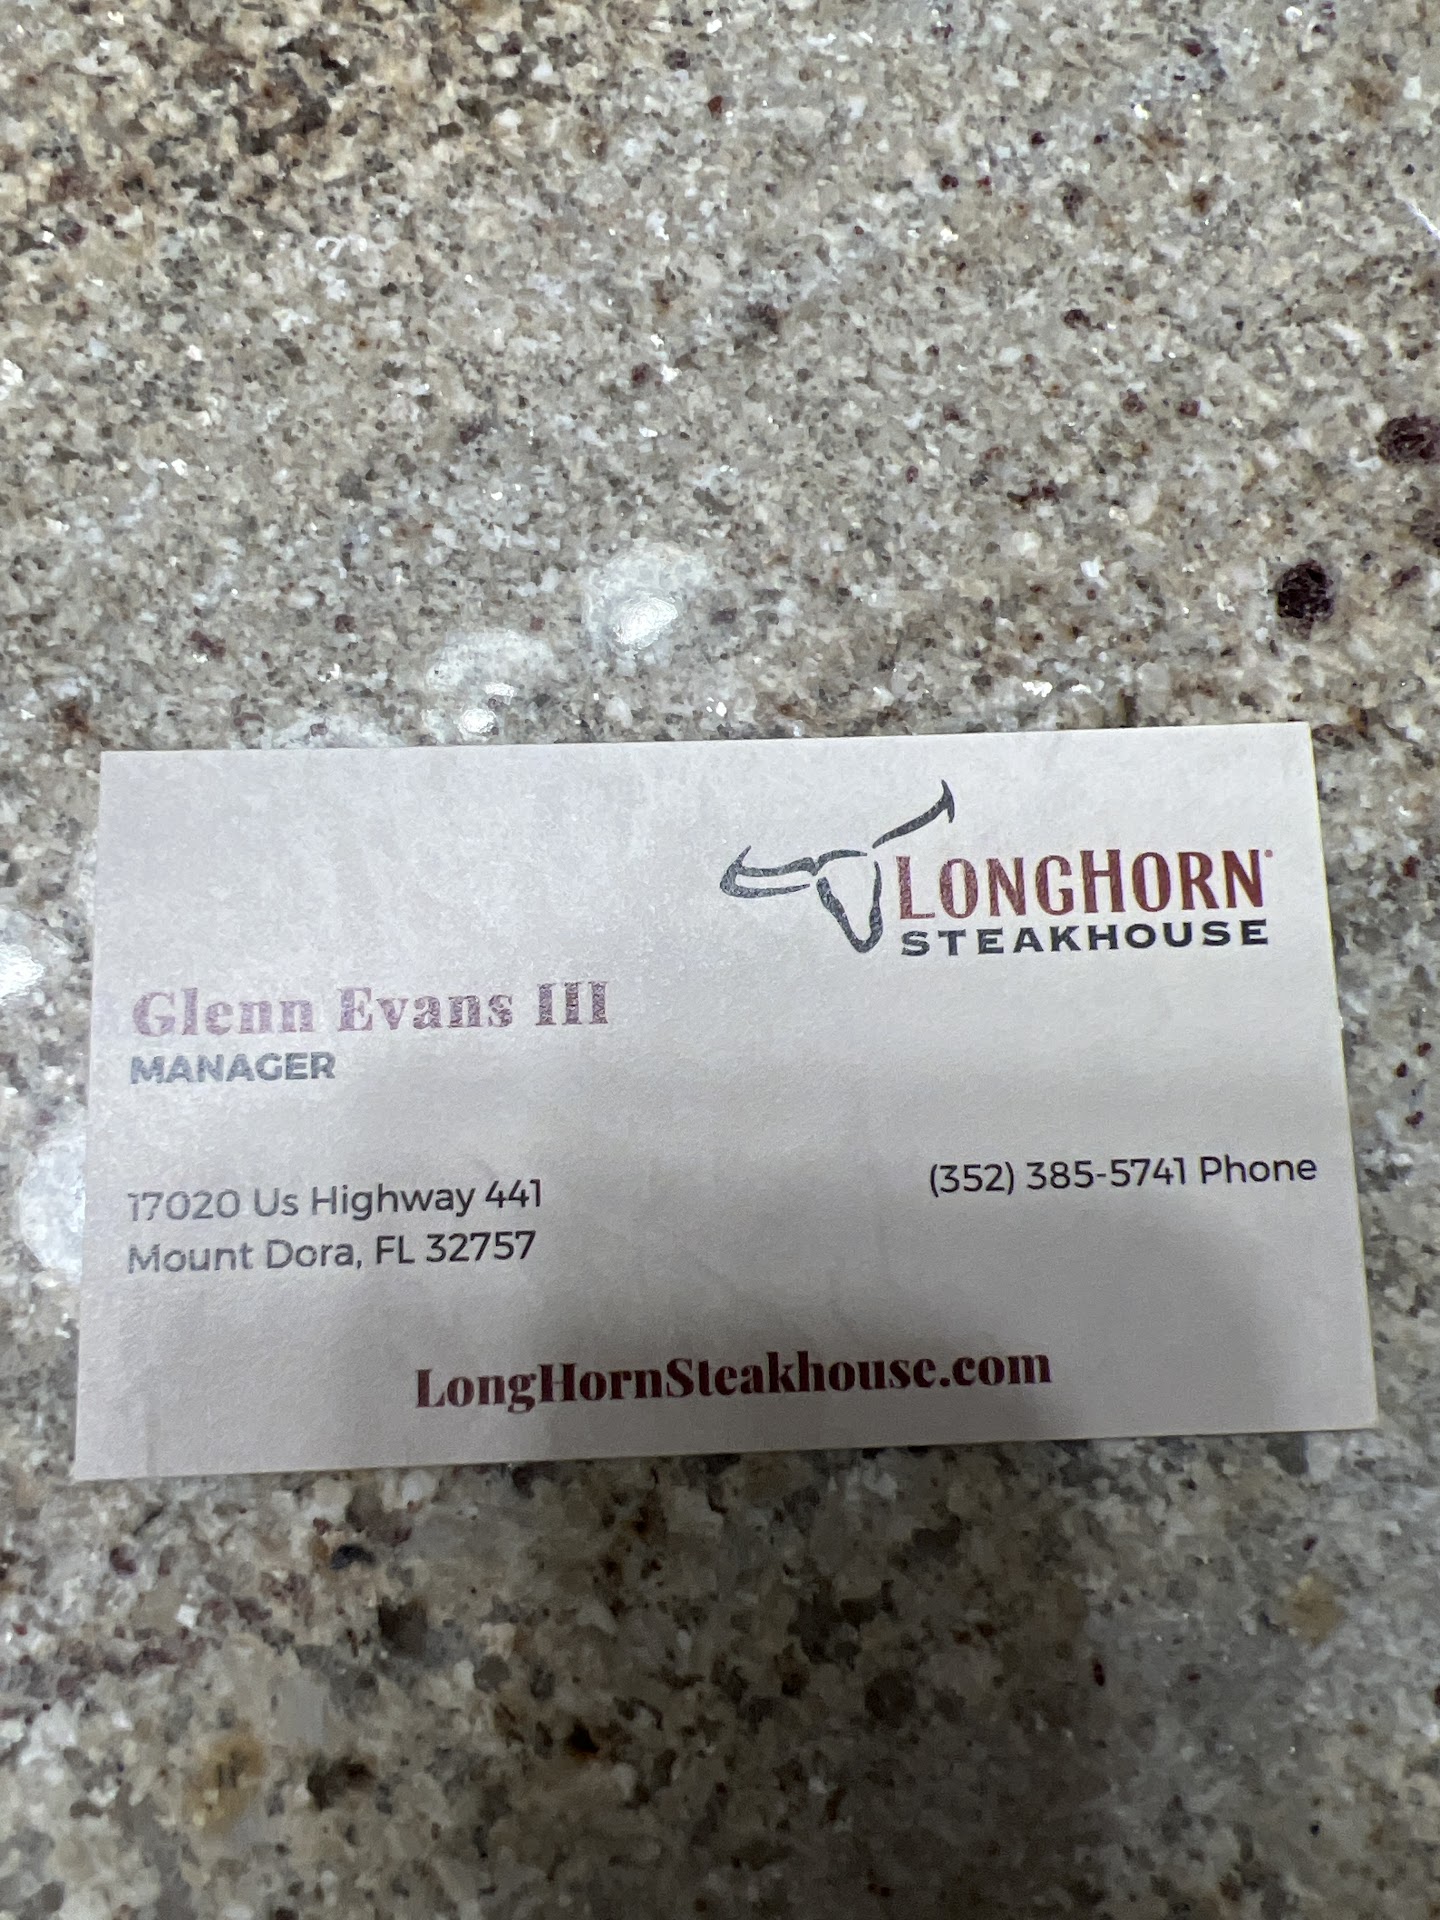 LONGHORN
STEAKHOUSE
Glenn Evans III
MANAGER
17020 Us Highway 441
Mount Dora, FL 32757
(352) 385-5741 Phone
LongHornSteakhouse.com